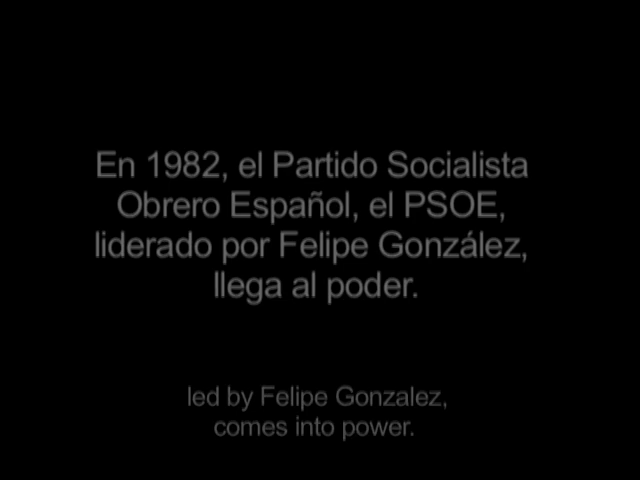 En 1982, el Partido Socialista
Obrero Español, el PSOE,
liderado por Felipe González,
llega al poder.
led by Felipe Gonzalez,
comes into power.